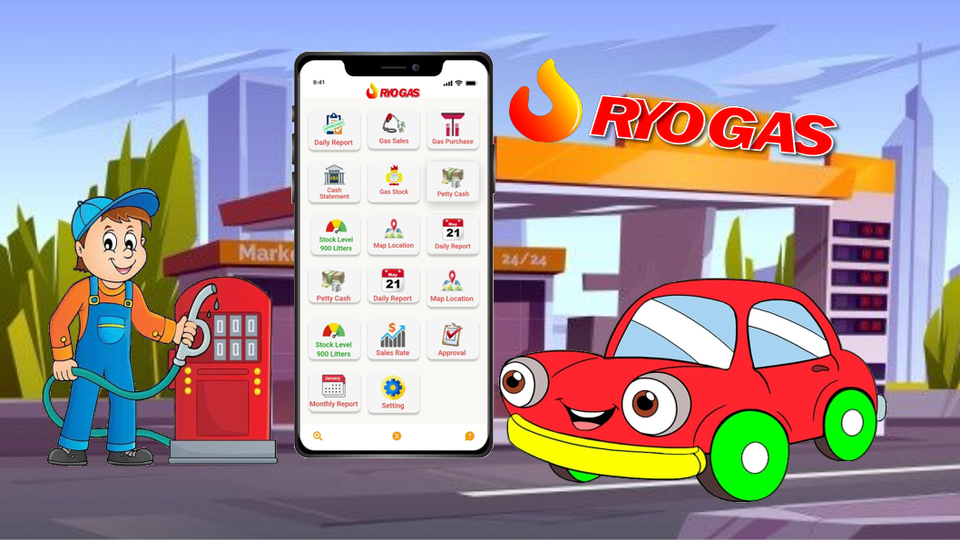 9:41
RYO GAS
Daily Report
Gas Sales
Gas Purchase
BANK
Cash
Statement
Gas Stock
Petty Cash
Stock Level
900 Litters
Map Location
May
21
Daily Report
Petty Cash
May
21
Daily Report
Map Location
Stock Level
900 Litters
$
Sales Rate
Approval
January
Monthly Report
Setting
RYO GAS
Marke
24/24